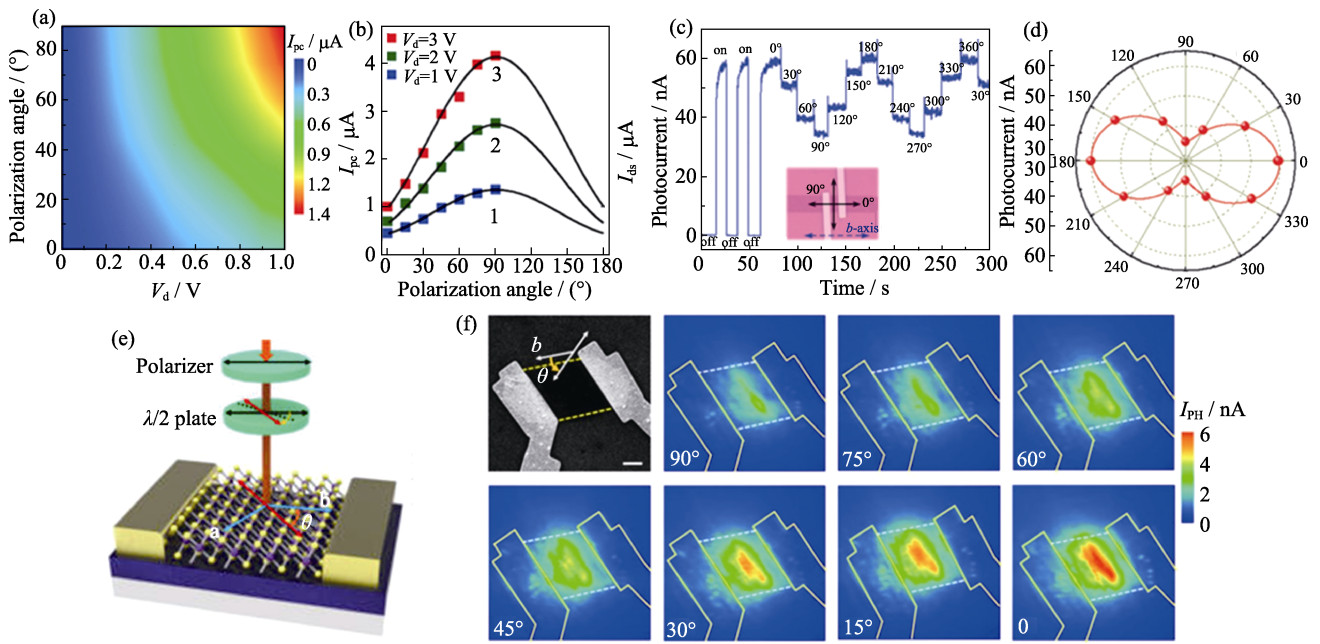 (a)
Polarization angle / (°)
80
60
40
20
0
0
0.2
0.4
0.6
0.8
1.0
V_d / V
I_pc / μA
0
0.3
0.6
0.9
1.2
1.4
(b)
I_pc / μA
4
3
2
1
0
V_d=3 V
V_d=2 V
V_d=1 V
3
2
1
0
30
60
90
120
150
180
Polarization angle / (°)
(c)
I_ds / μA
Photocurrent / nA
60
40
20
0
on
on
0°
30°
60°
90°
120°
150°
180°
210°
240°
270°
300°
330°
360°
30°
off
off
off
90°
0°
b-axis
0
50
100
150
200
250
300
Time / s
(d)
Photocurrent / nA
60
50
40
30
30
40
50
60
90
60
30
0
330
300
270
240
210
180
150
120
(e)
Polarizer
λ/2 plate
a
b
θ
(f)
b
θ
90°
75°
60°
45°
30°
15°
0
I_PH / nA
6
4
2
0